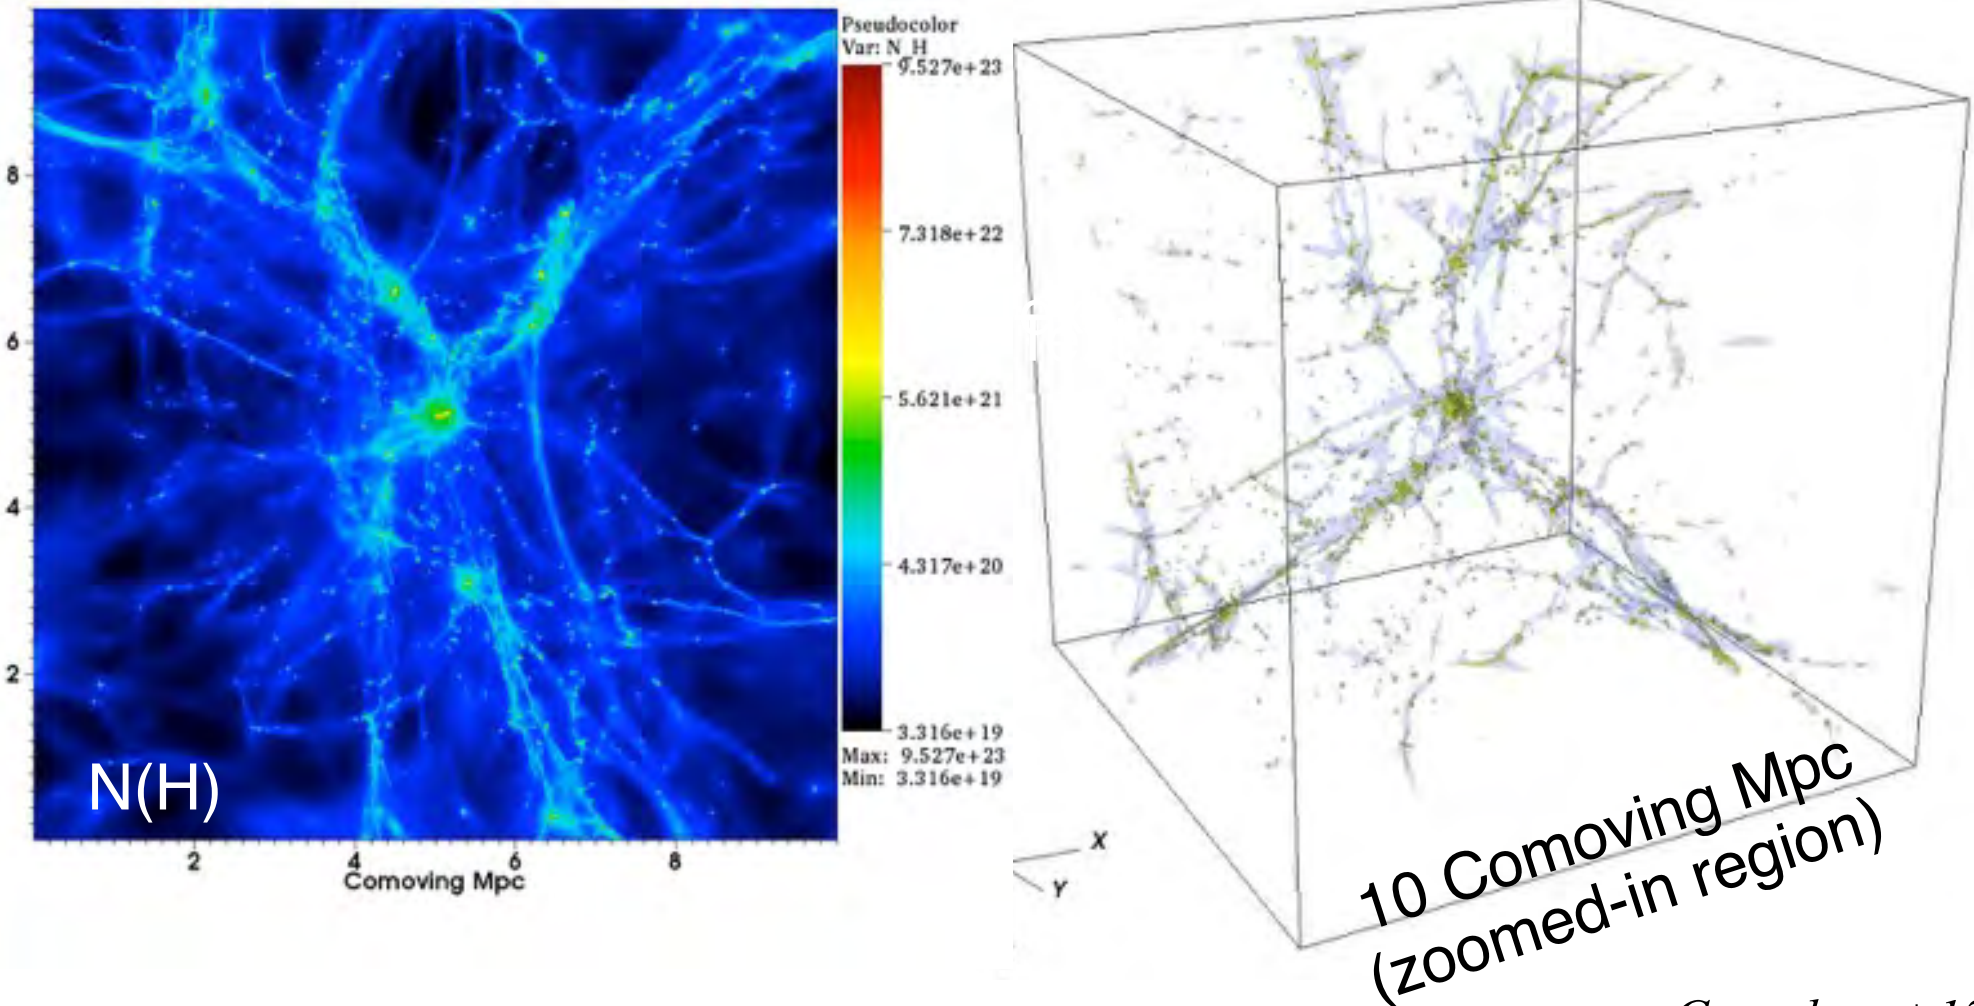 Pseudocolor
Var: N_H
9.527e+23
7.318e+22
5.621e+21
4.317e+20
3.316e+19
Max: 9.527e+23
Min: 3.316e+19
8
6
4
2
N(H)
2 4 6 8
Comoving Mpc
X
Y
10 Comoving Mpc
(zoomed-in region)